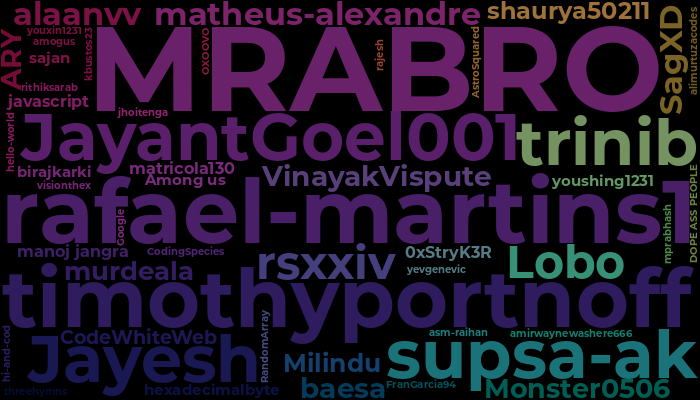 alaanvv
matheus-alexandre
shaurya50211
youxin1231
amogus
kbustos23
oxoovo
rajesh
AstroSquared
SagXD
alimurtuzacodes
ARY
sajan
MRABRO
rithiksarab
javascript
jhoitenga
hello-world
JayantGoel001
trinib
matricola130
birajkarki
Among us
VinayakVispute
visionthex
youshing1231
DOPE ASS PEOPLE
rafael-martins1
Google
mprabhash
manoj jangra
CodingSpecies
0xStryK3R
rsxxiv
Lobo
murdeala
yevgenevic
timothyportnoff
RandomArray
hi-and-cod
CodeWhiteWeb
asm-raihan
amirwaynewashere666
Jayesh
supsa-ak
Milindu
threehymns
hexadecimalbyte
baesa
FranGarcia94
Monster0506